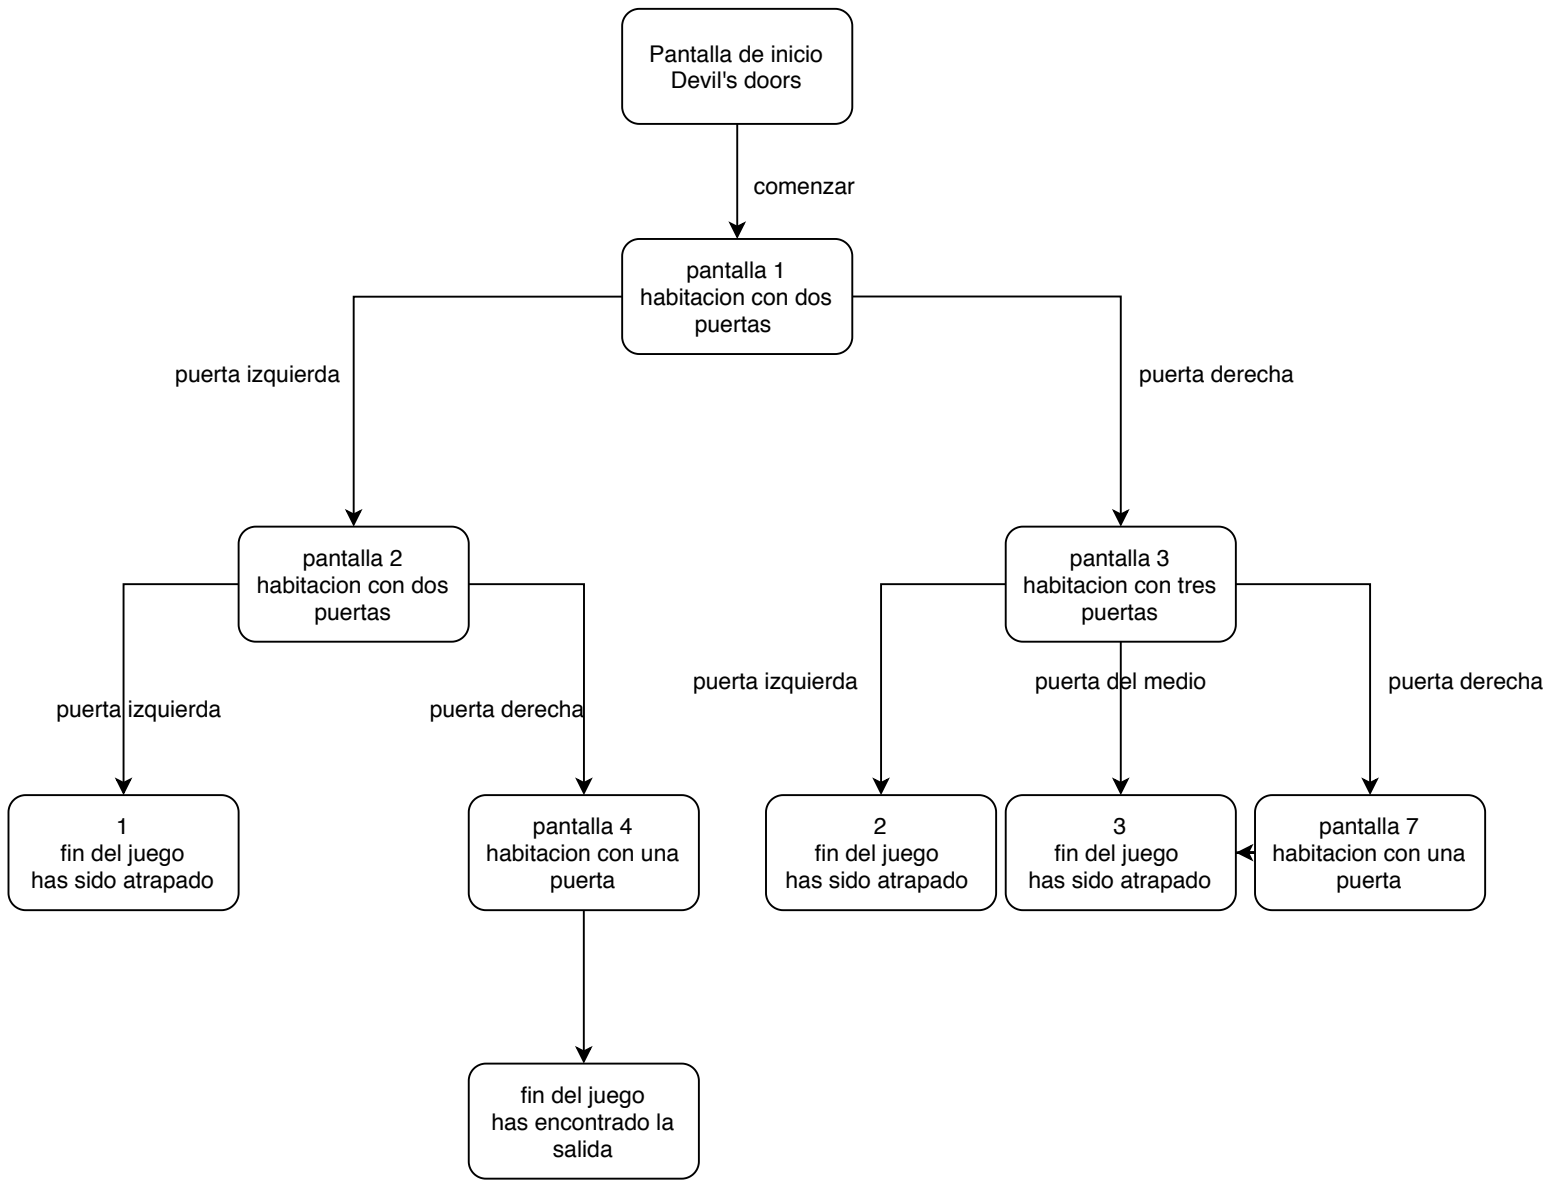 Pantalla de inicio
Devil's doors
comenzar
pantalla 1
habitacion con dos
puertas
puerta izquierda
puerta derecha
pantalla 2
habitacion con dos
puertas
pantalla 3
habitacion con tres
puertas
puerta izquierda
puerta derecha
puerta izquierda
puerta del medio
puerta derecha
1
fin del juego
has sido atrapado
pantalla 4
habitacion con una
puerta
2
fin del juego
has sido atrapado
3
fin del juego
has sido atrapado
pantalla 7
habitacion con una
puerta
fin del juego
has encontrado la
salida